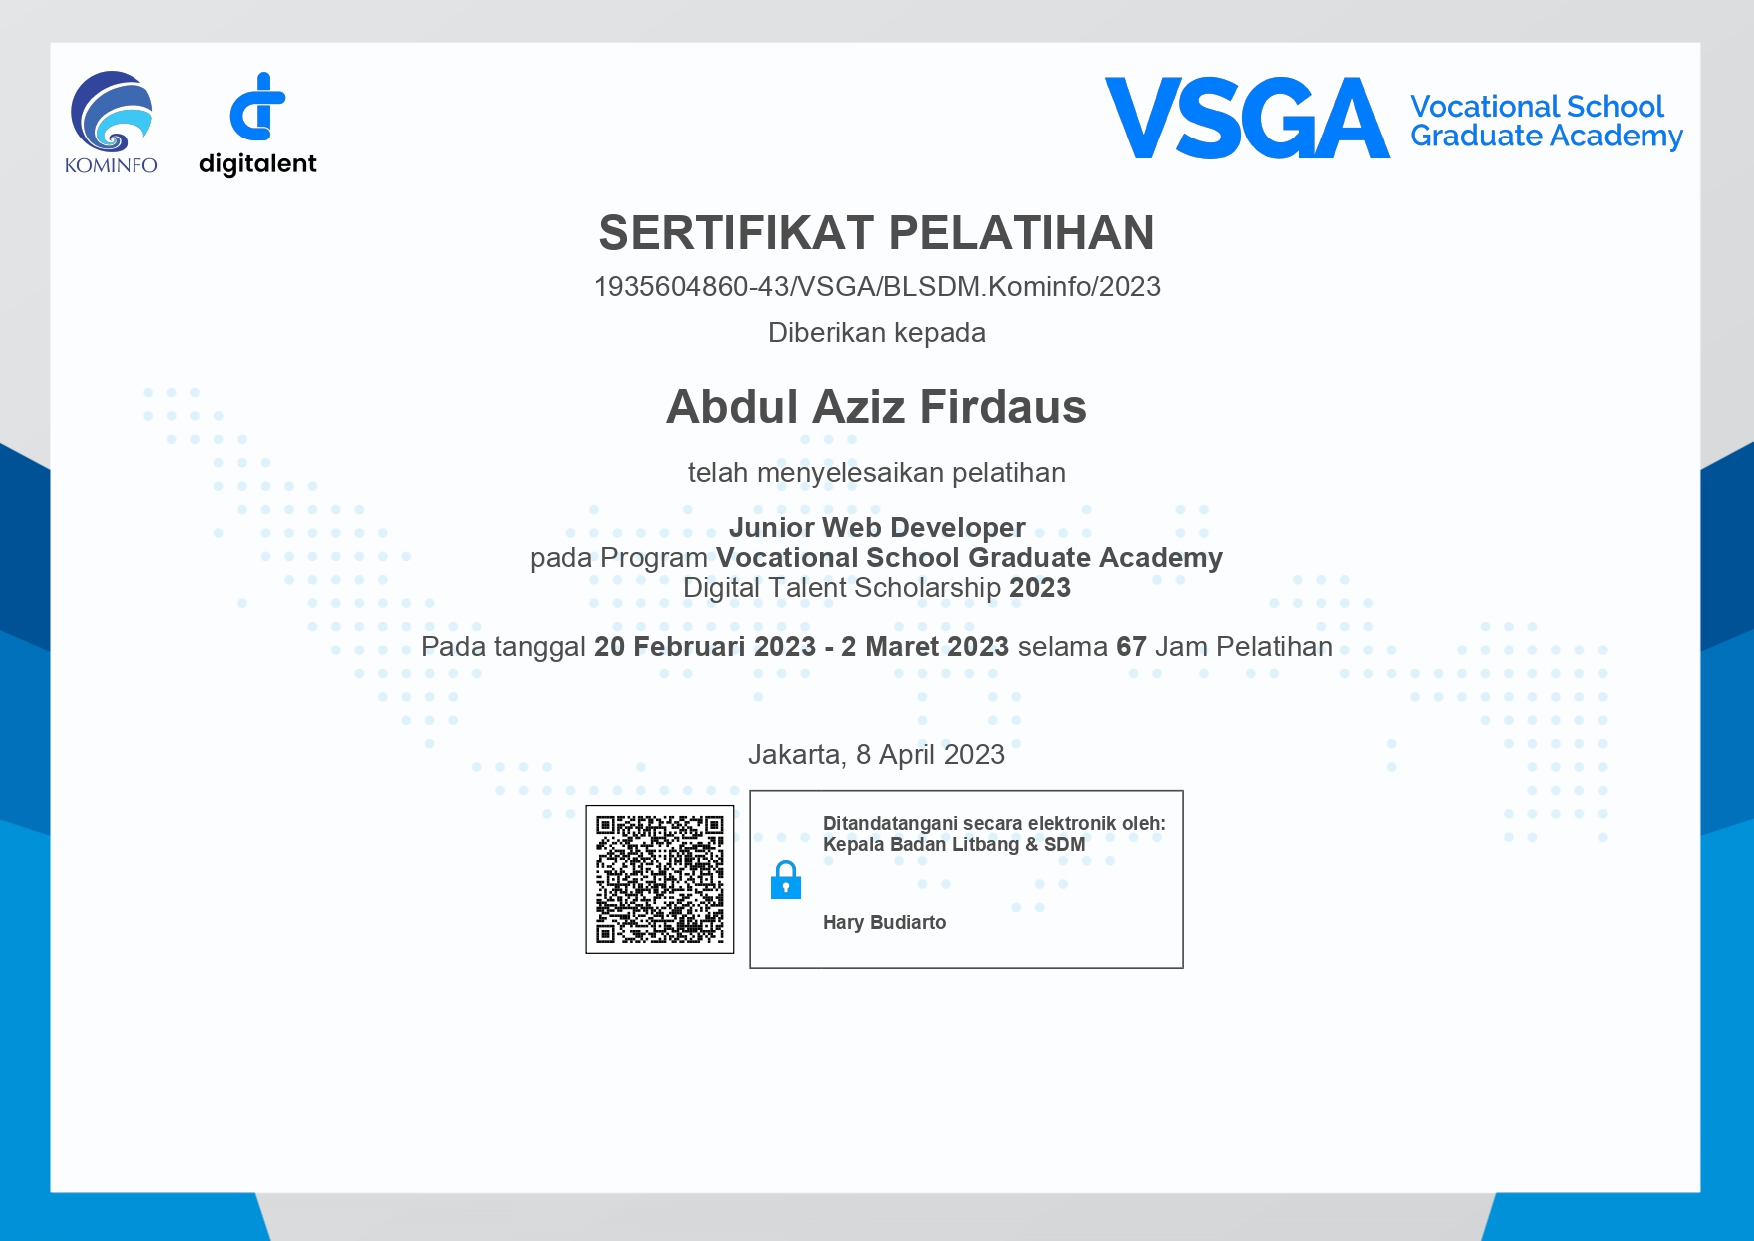 KOMINFO
digitalent
VSGA
Vocational School
Graduate Academy
SERTIFIKAT PELATIHAN
1935604860-43/VSGA/BLSDM.Kominfo/2023
Diberikan kepada
Abdul Aziz Firdaus
telah menyelesaikan pelatihan
Junior Web Developer
pada Program Vocational School Graduate Academy
Digital Talent Scholarship 2023
Pada tanggal 20 Februari 2023 - 2 Maret 2023 selama 67 Jam Pelatihan
Jakarta, 8 April 2023
Ditandatangani secara elektronik oleh:
Kepala Badan Litbang & SDM
Hary Budiarto